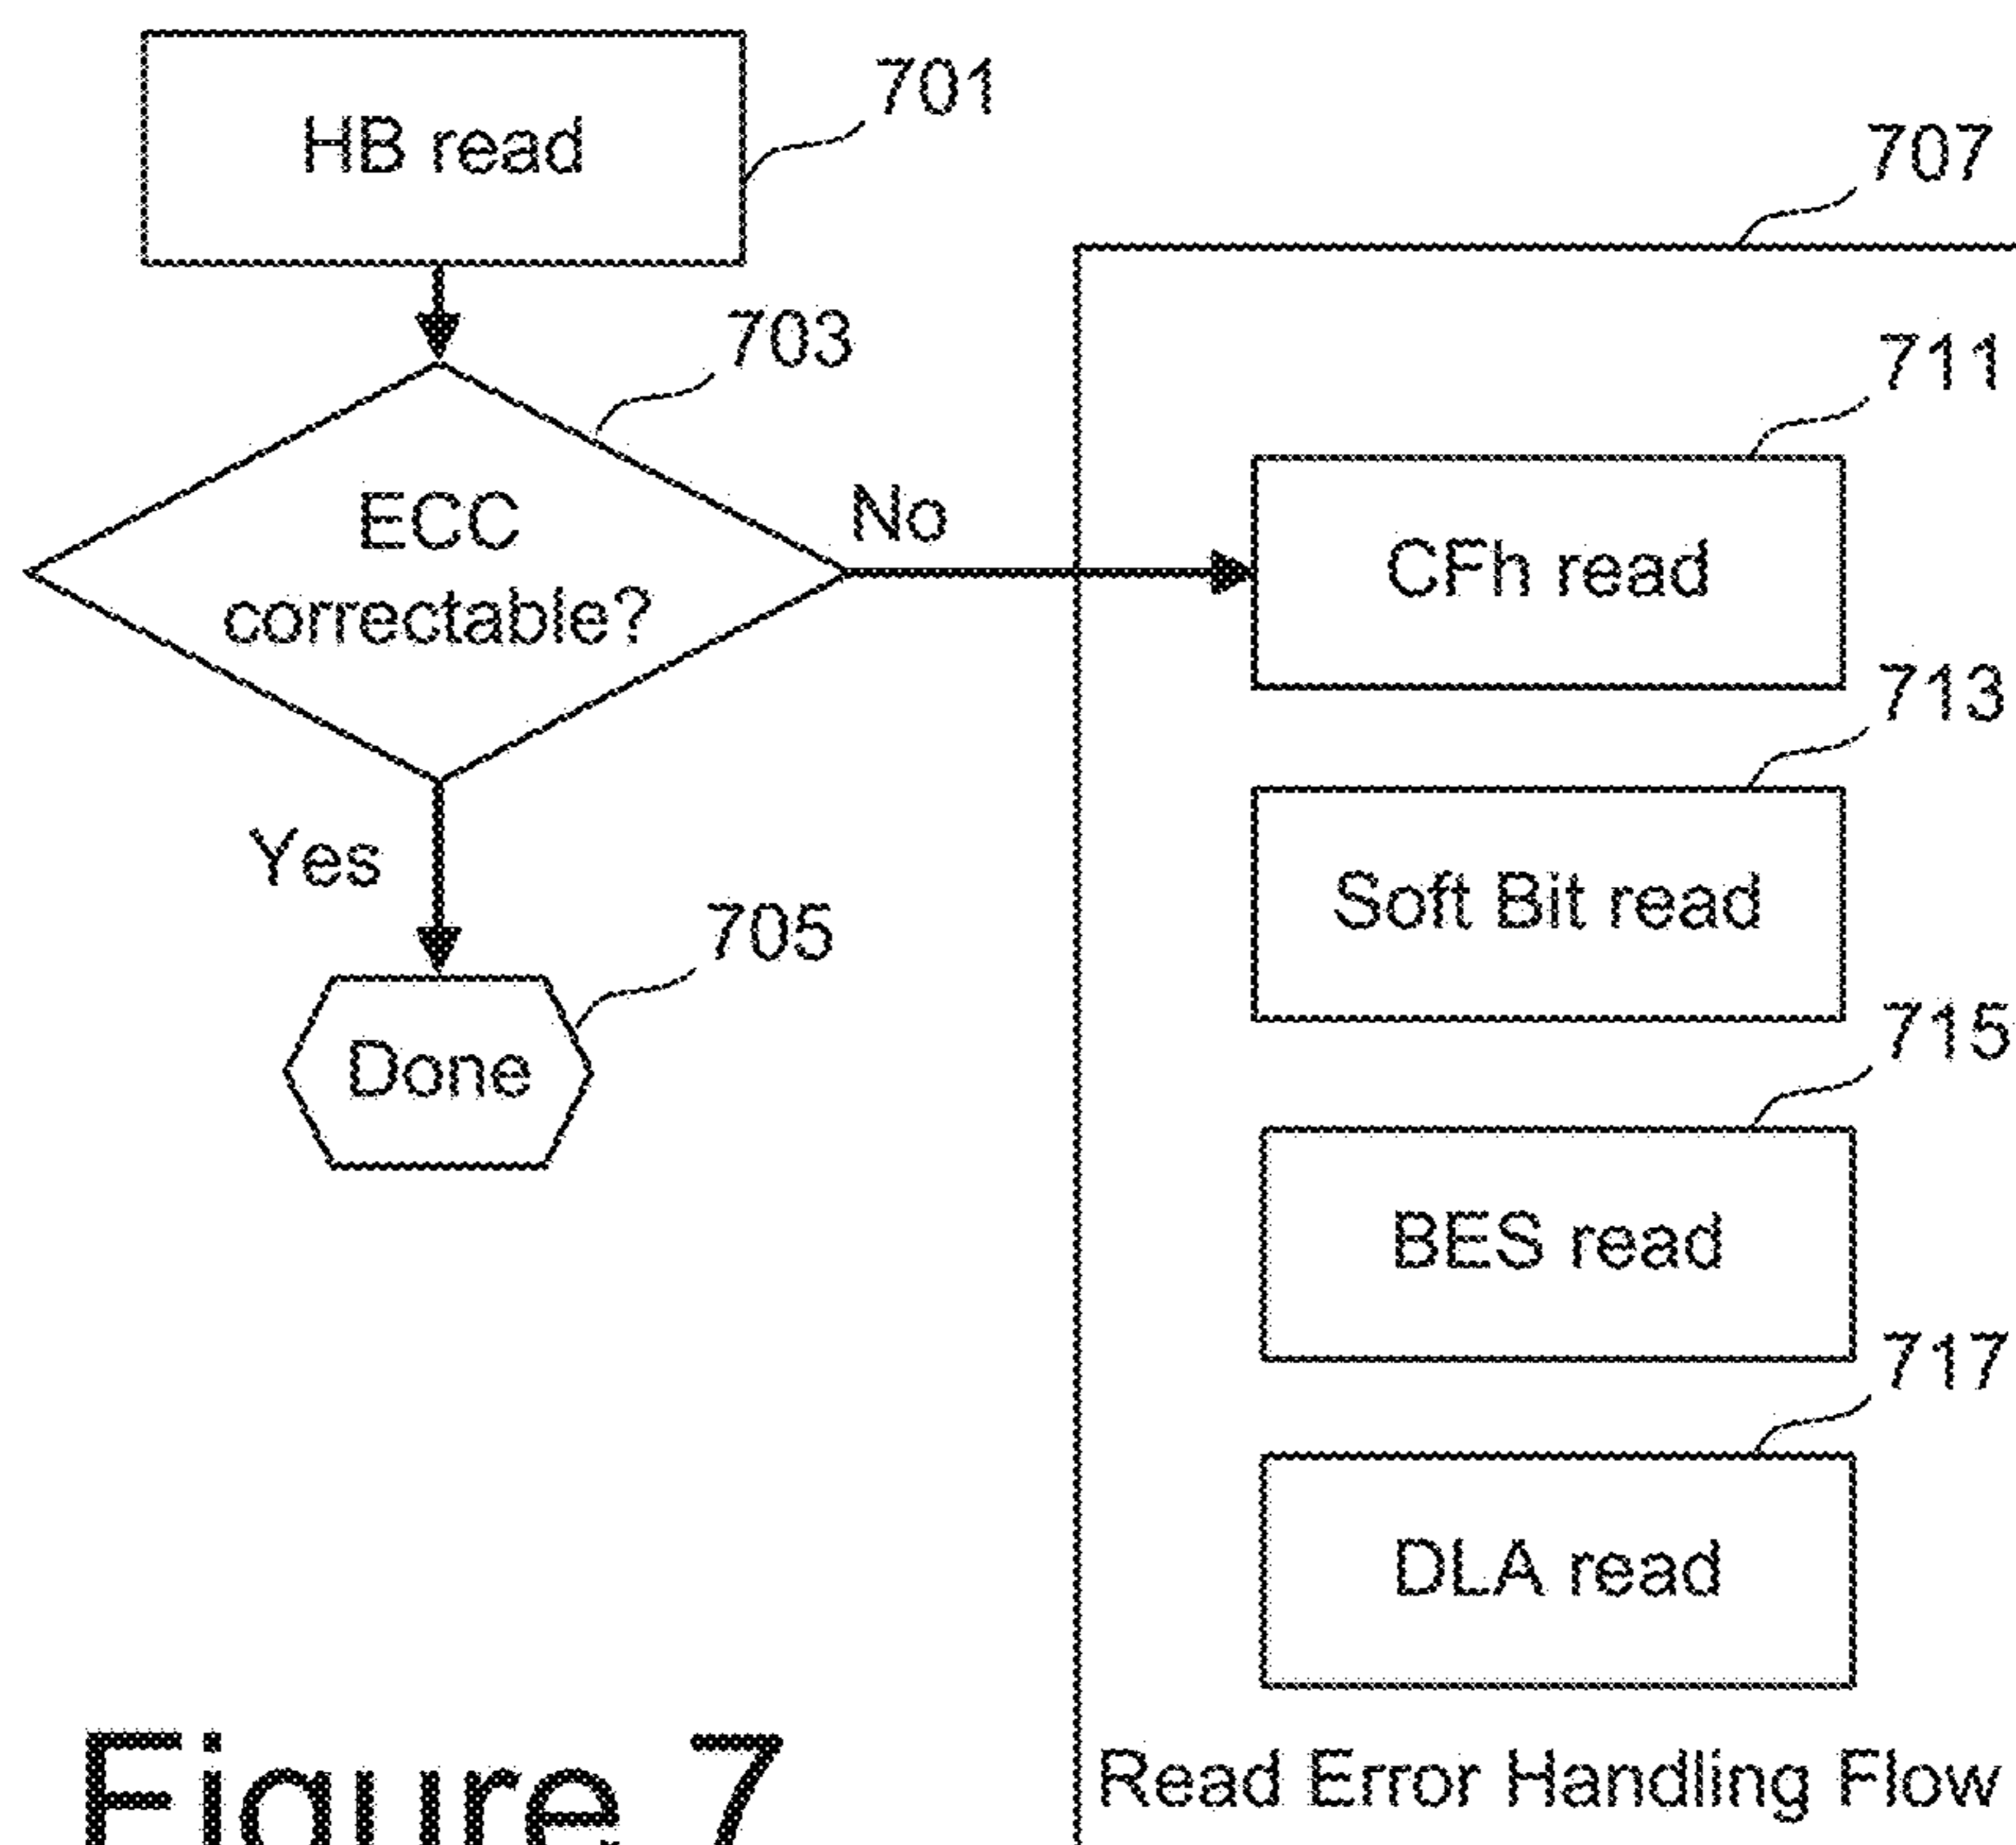 HB read
701
703
ECC
correctable?
No
Yes
705
Done
707
711
CFh read
713
Soft Bit read
715
BES read
717
DLA read
Read Error Handling Flow
Figure 7